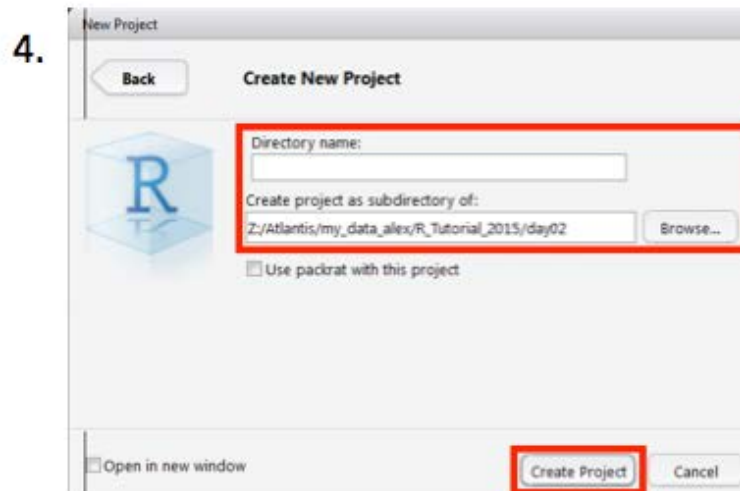 New Project
4.
Back
Create New Project
R
Directory name:
Create project as subdirectory of:
Z:/Atlantis/my_data_alex/R_Tutorial_2015/day02
Browse...
Use packrat with this project
Open in new window
Create Project
Cancel